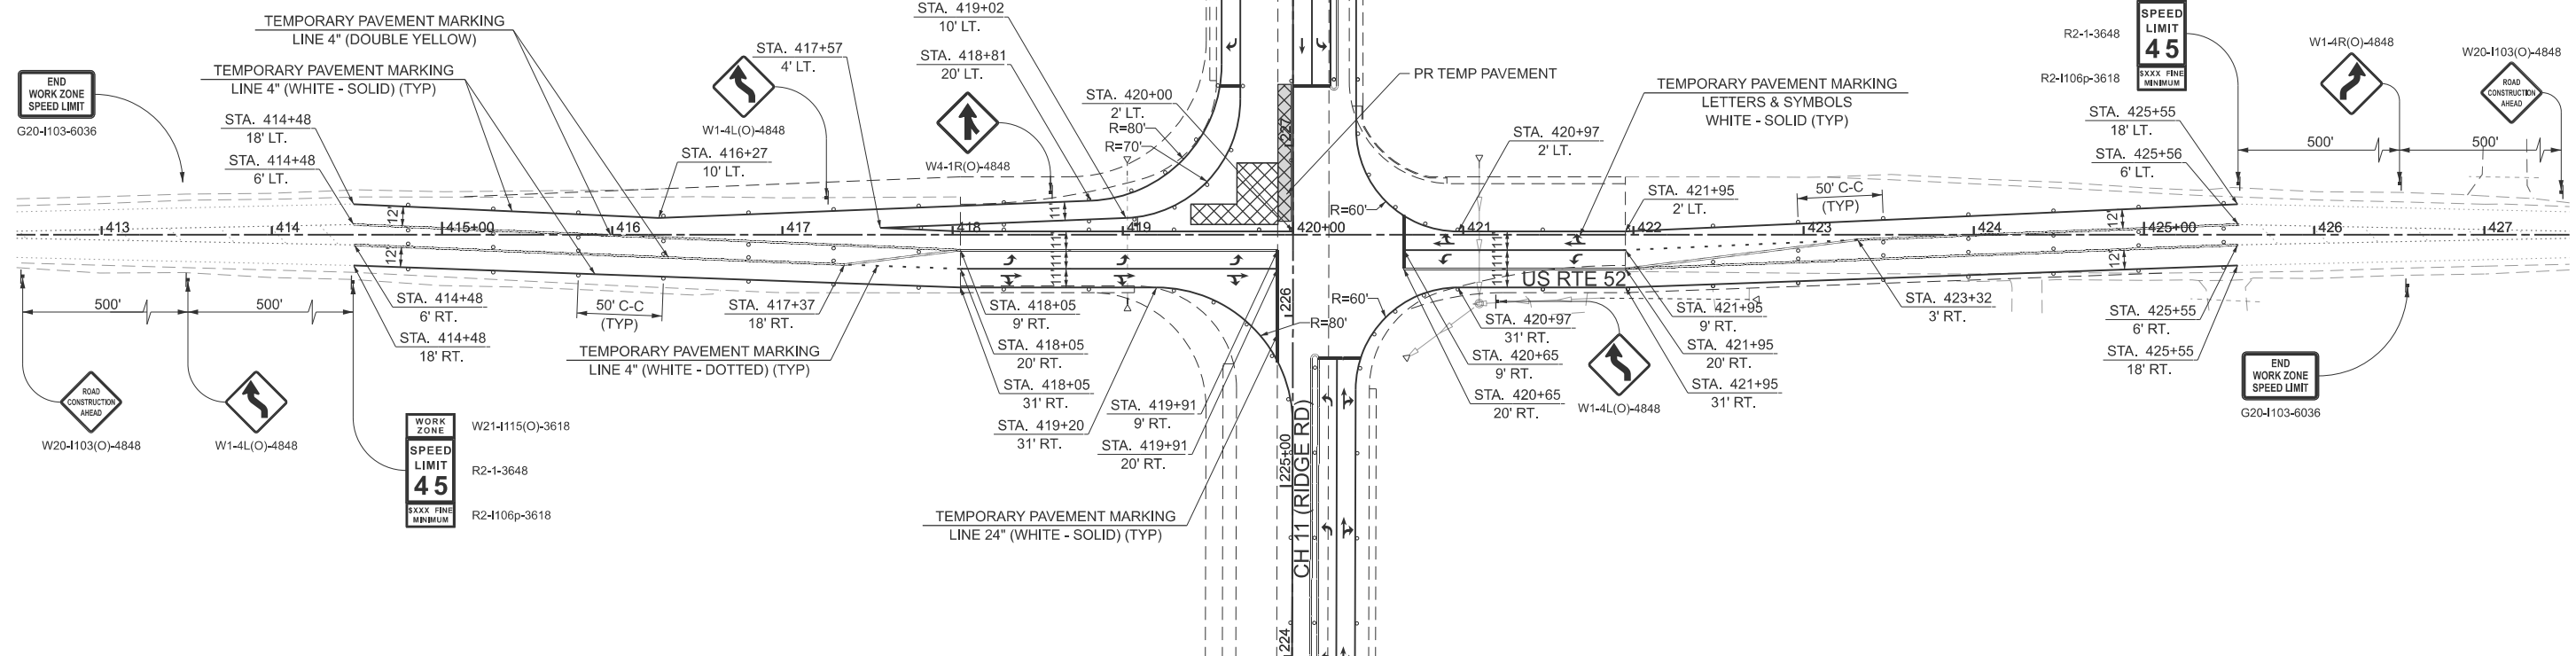 TEMPORARY PAVEMENT MARKING
LINE 4" (DOUBLE YELLOW)
TEMPORARY PAVEMENT MARKING
LINE 4" (WHITE - SOLID) (TYP)
END
WORK ZONE
SPEED LIMIT
G20-I103-6036
STA. 414+48
18' LT.
STA. 414+48
6' LT.
STA. 416+27
10' LT.
W1-4L(O)-4848
STA. 417+57
4' LT.
STA. 419+02
10' LT.
STA. 418+81
20' LT.
W4-1R(O)-4848
STA. 420+00
2' LT.
R=80'
R=70'
PR TEMP PAVEMENT
TEMPORARY PAVEMENT MARKING
LETTERS & SYMBOLS
WHITE - SOLID (TYP)
STA. 420+97
2' LT.
STA. 421+95
2' LT.
50' C-C
(TYP)
R2-1-3648
SPEED
LIMIT
45
R2-I106p-3618
$XXX FINE
MINIMUM
STA. 425+55
18' LT.
STA. 425+56
6' LT.
W1-4R(O)-4848
W20-I103(O)-4848
ROAD
CONSTRUCTION
AHEAD
500'
500'
R=60'
227
413
414
415+00
416
417
418
419
420+00
421
422
423
424
425+00
426
427
12'
12'
11'
11'
11'
11'
11'
11'
12'
12'
US RTE 52
500'
500'
STA. 414+48
6' RT.
STA. 414+48
18' RT.
50' C-C
(TYP)
STA. 417+37
18' RT.
TEMPORARY PAVEMENT MARKING
LINE 4" (WHITE - DOTTED) (TYP)
STA. 418+05
9' RT.
STA. 418+05
20' RT.
STA. 418+05
31' RT.
STA. 419+20
31' RT.
STA. 419+91
9' RT.
STA. 419+91
20' RT.
226
R=60'
R=80'
STA. 420+97
31' RT.
STA. 420+65
9' RT.
STA. 420+65
20' RT.
W1-4L(O)-4848
STA. 421+95
9' RT.
STA. 421+95
20' RT.
STA. 421+95
31' RT.
STA. 423+32
3' RT.
STA. 425+55
6' RT.
STA. 425+55
18' RT.
END
WORK ZONE
SPEED LIMIT
G20-I103-6036
ROAD
CONSTRUCTION
AHEAD
W20-I103(O)-4848
W1-4L(O)-4848
WORK
ZONE
W21-I115(O)-3618
SPEED
LIMIT
45
R2-1-3648
$XXX FINE
MINIMUM
R2-I106p-3618
TEMPORARY PAVEMENT MARKING
LINE 24" (WHITE - SOLID) (TYP)
225+00
CH 11 (RIDGE RD)
224